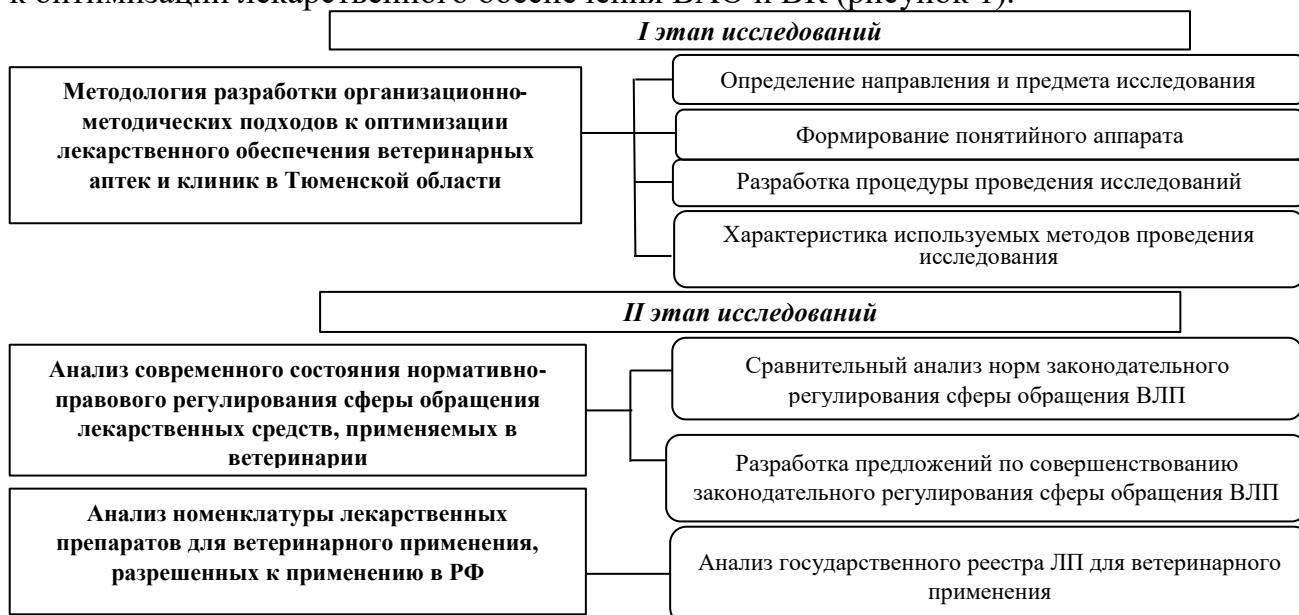 к оптимизации лекарственного обеспечения ВАО и ВК (рисунок 1).
I этап исследований
Методология разработки организационно-
методических подходов к оптимизации
лекарственного обеспечения ветеринарных
аптек и клиник в Тюменской области
Определение направления и предмета исследования
Формирование понятийного аппарата
Разработка процедуры проведения исследований
Характеристика используемых методов проведения
исследования
II этап исследований
Анализ современного состояния нормативно-
правового регулирования сферы обращения
лекарственных средств, применяемых в
ветеринарии
Сравнительный анализ норм законодательного
регулирования сферы обращения ВЛП
Разработка предложений по совершенствованию
законодательного регулирования сферы обращения ВЛП
Анализ номенклатуры лекарственных
препаратов для ветеринарного применения,
разрешенных к применению в РФ
Анализ государственного реестра ЛП для ветеринарного
применения